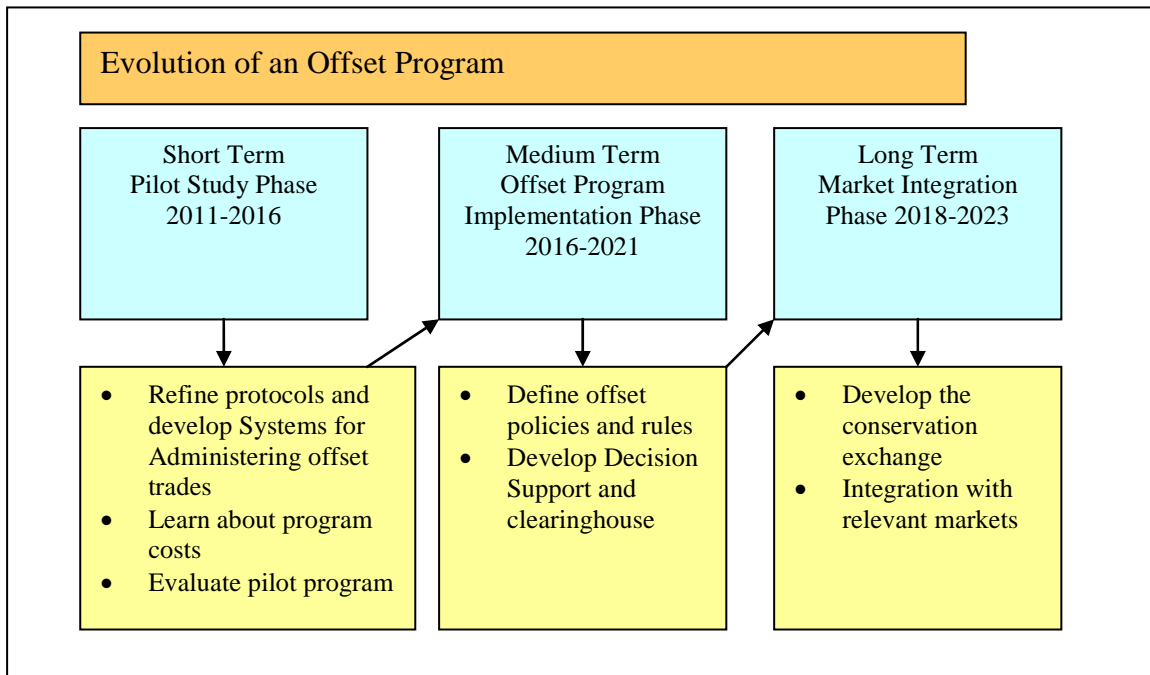 Evolution of an Offset Program
Short Term
Pilot Study Phase
2011-2016
Medium Term
Offset Program
Implementation Phase
2016-2021
Long Term
Market Integration
Phase 2018-2023
• Refine protocols and
develop Systems for
Administering offset
trades
• Learn about program
costs
• Evaluate pilot program
• Define offset
policies and rules
• Develop Decision
Support and
clearinghouse
• Develop the
conservation
exchange
• Integration with
relevant markets